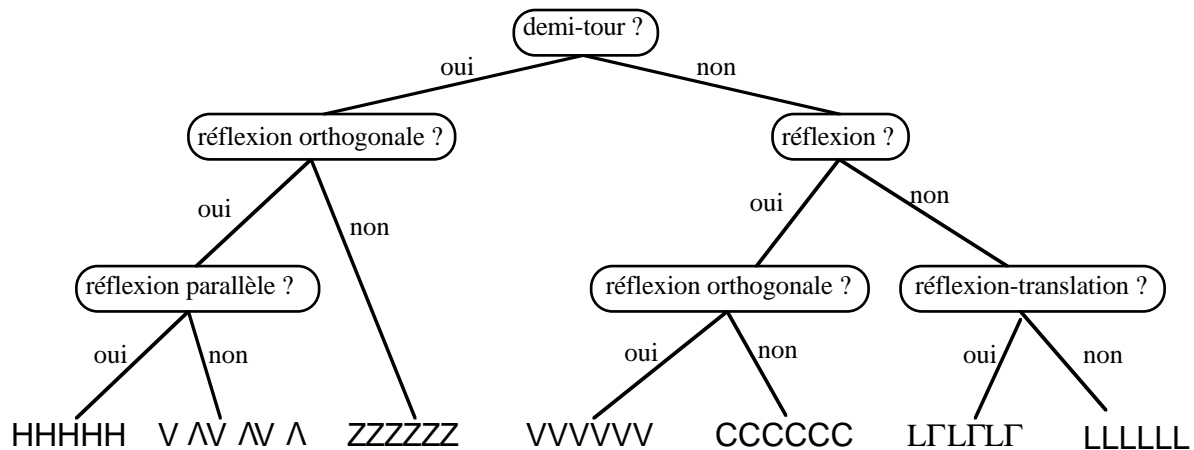 demi-tour ?
oui non
réflexion orthogonale ? réflexion ?
oui non oui non
réflexion parallèle ? réflexion orthogonale ? réflexion-translation ?
oui non oui non oui non
HHHHH V ΛV ΛV Λ ZZZZZZ VVVVVV CCCCCC LΓLΓLΓ LLLLLL